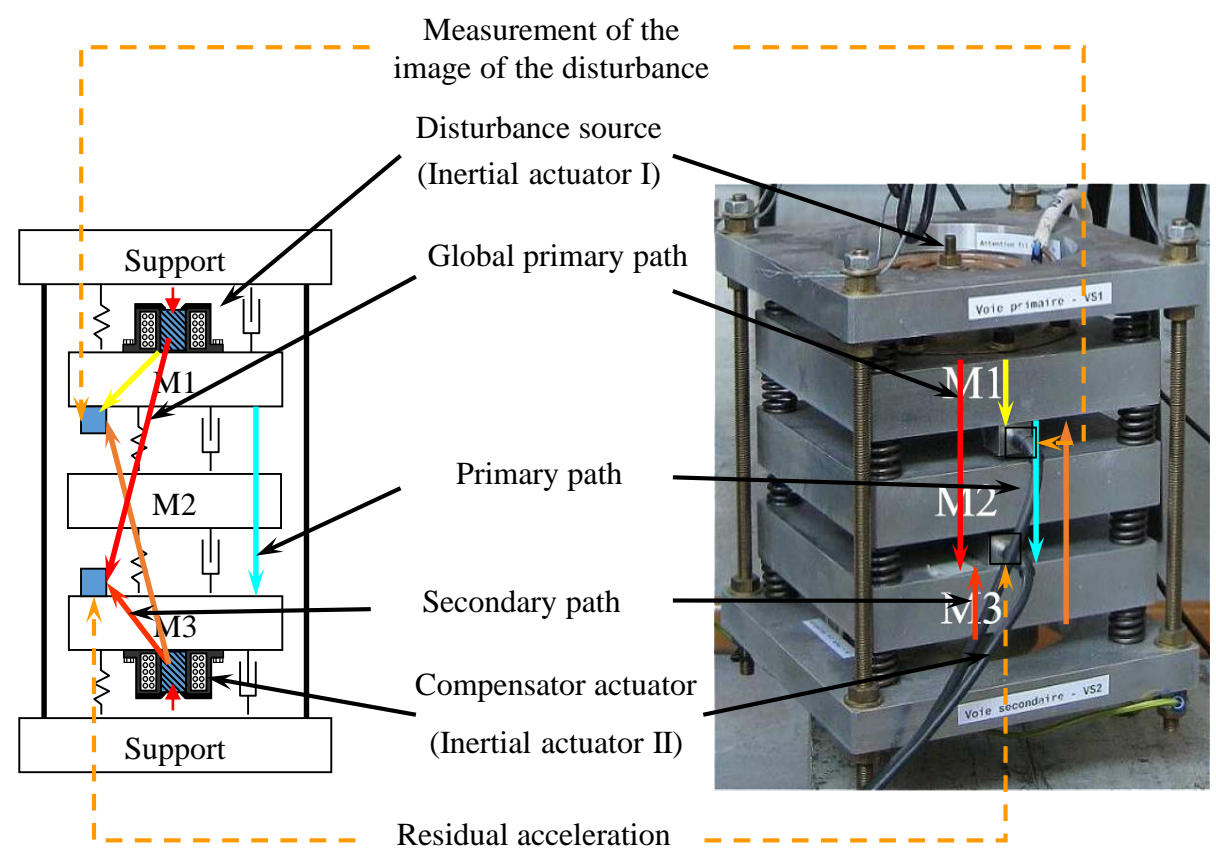 Measurement of the
image of the disturbance
Disturbance source
(Inertial actuator I)
Global primary path
Support
M1
M2
M3
Support
Primary path
Secondary path
Compensator actuator
(Inertial actuator II)
Residual acceleration
Attention
Voie primaire - VS1
M1
M2
M3
Voie secondaire - VS2